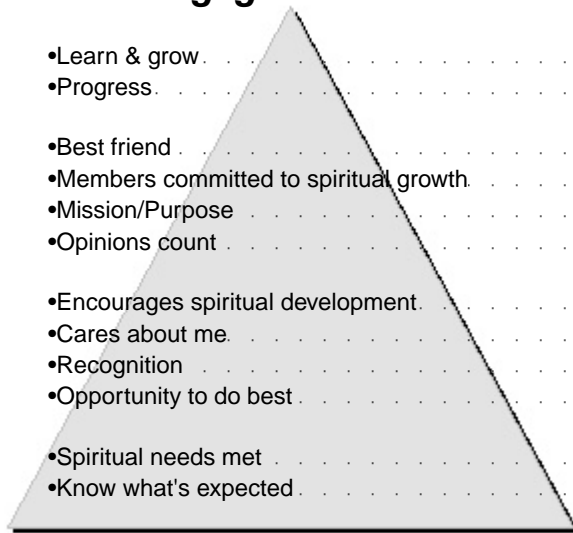 •Learn & grow . . . . . . . . . . . . .
•Progress . . . . . . . . . . . . . . .
•Best friend . . . . . . . . . . . . . .
•Members committed to spiritual growth . . . .
•Mission/Purpose . . . . . . . . . . . .
•Opinions count . . . . . . . . . . . .
•Encourages spiritual development . . . . . .
•Cares about me . . . . . . . . . . . .
•Recognition . . . . . . . . . . . . . .
•Opportunity to do best . . . . . . . . .
•Spiritual needs met . . . . . . . . . .
•Know what's expected . . . . . . . . .